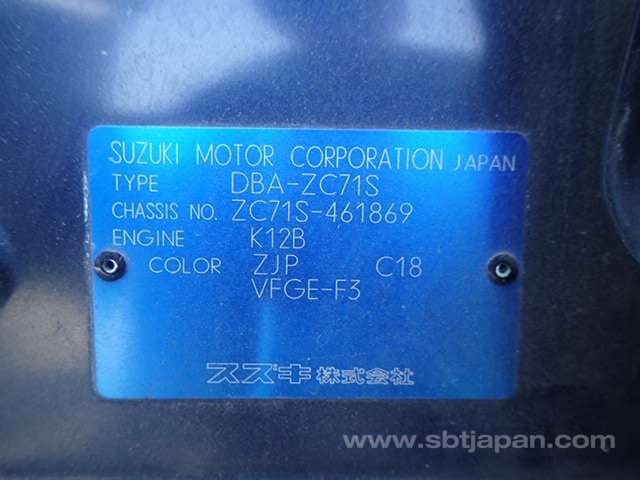 SUZUKI MOTOR CORPORATION JAPAN
TYPE DBA-ZC71S
CHASSIS NO. ZC71S-461869
ENGINE K12B
COLOR ZJP C18
VFGE-F3
スズキ株式会社
www.sbtjapan.com